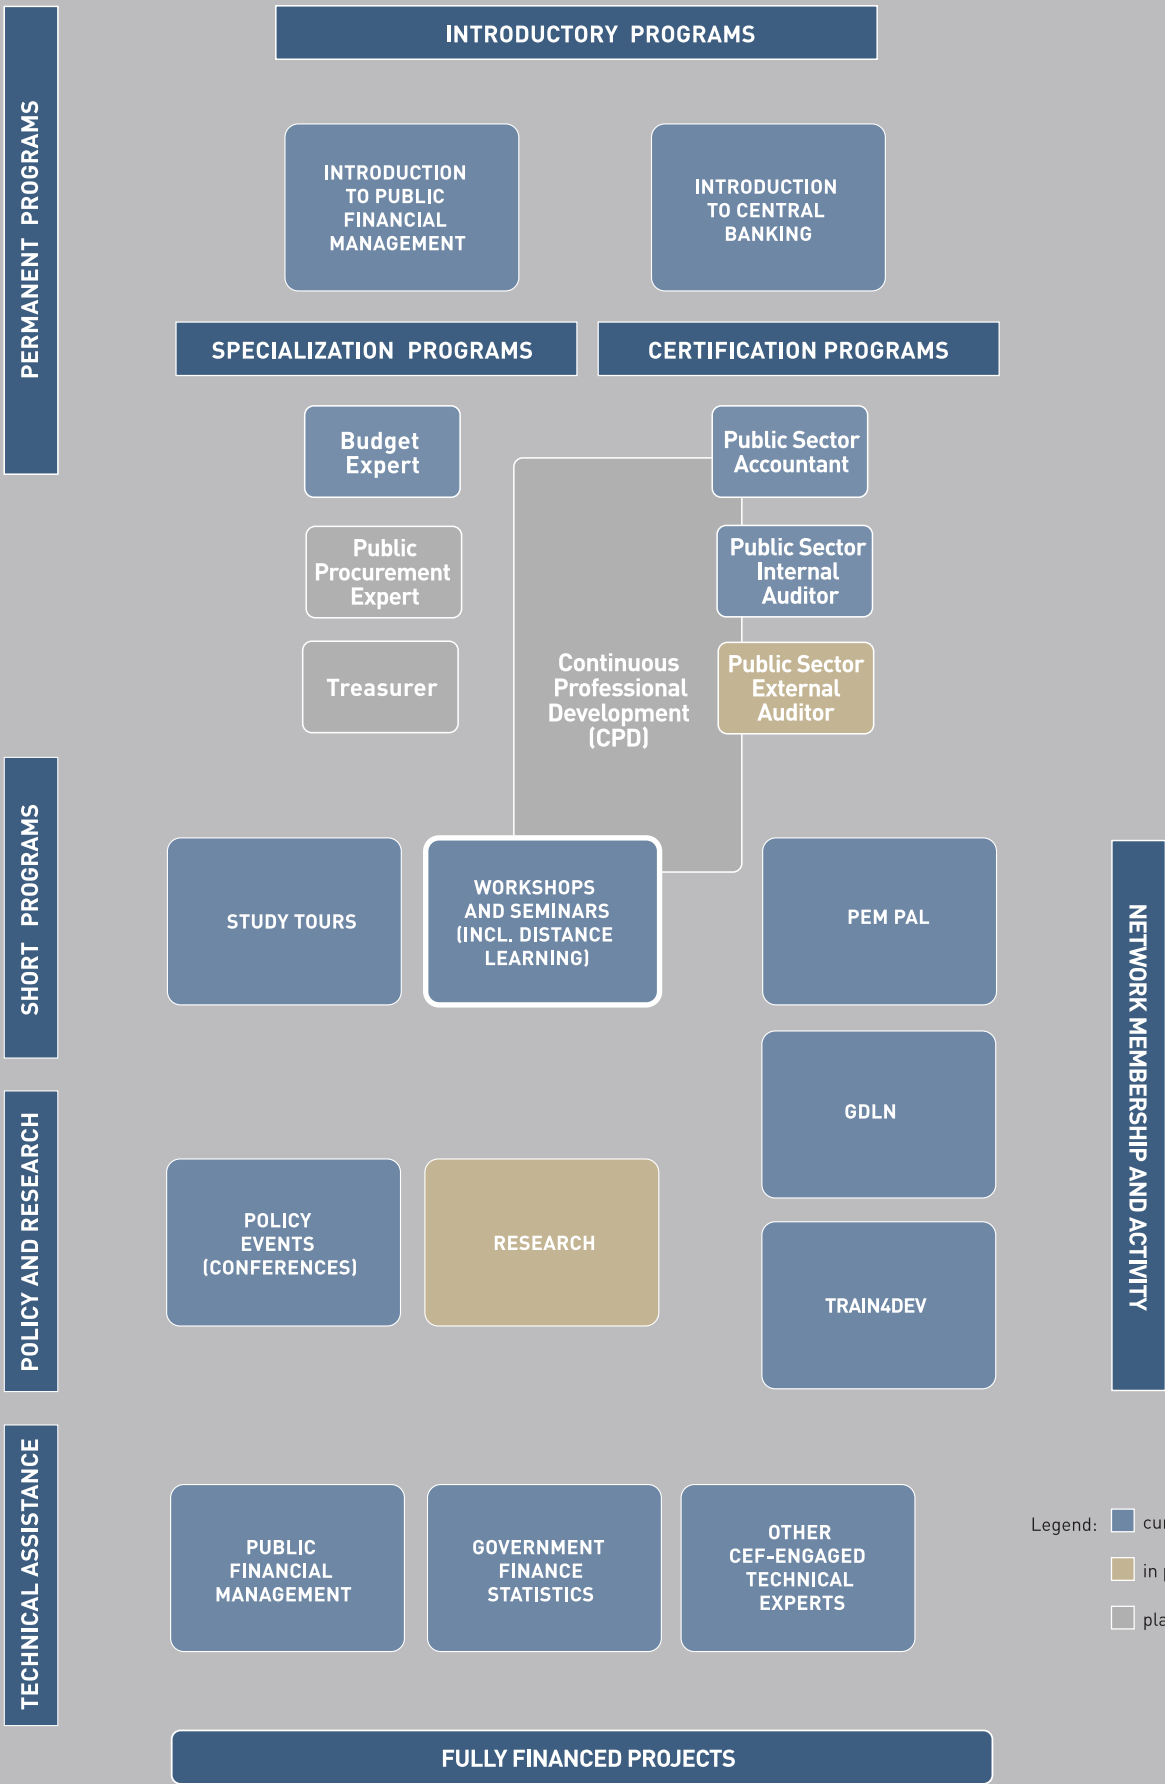 PERMANENT PROGRAMS
INTRODUCTORY PROGRAMS
INTRODUCTION
TO PUBLIC
FINANCIAL
MANAGEMENT
INTRODUCTION
TO CENTRAL
BANKING
SPECIALIZATION PROGRAMS
CERTIFICATION PROGRAMS
Budget
Expert
Public
Procurement
Expert
Treasurer
Public Sector
Accountant
Public Sector
Internal
Auditor
Public Sector
External
Auditor
Continuous
Professional
Development
(CPD)
SHORT PROGRAMS
STUDY TOURS
WORKSHOPS
AND SEMINARS
(INCL. DISTANCE
LEARNING)
PEM PAL
GDLN
TRAIN4DEV
NETWORK MEMBERSHIP AND ACTIVITY
POLICY AND RESEARCH
POLICY
EVENTS
(CONFERENCES)
RESEARCH
TECHNICAL ASSISTANCE
PUBLIC
FINANCIAL
MANAGEMENT
GOVERNMENT
FINANCE
STATISTICS
OTHER
CEF-ENGAGED
TECHNICAL
EXPERTS
Legend:
in
FULLY FINANCED PROJECTS